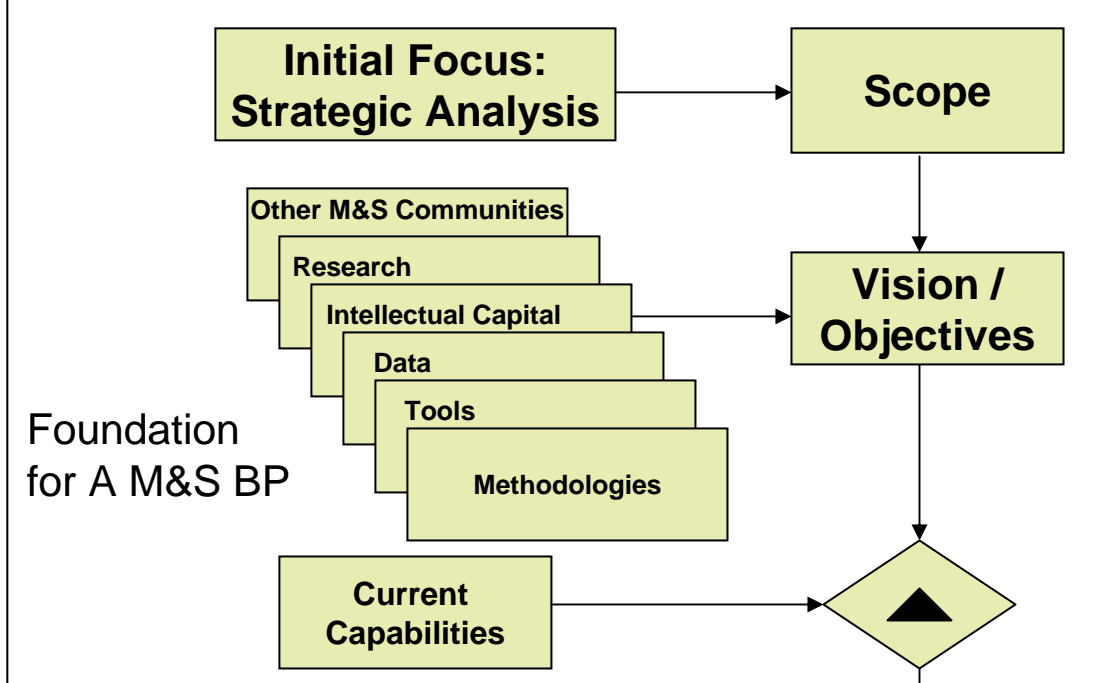 Initial Focus:
Strategic Analysis
Scope
Other M&S Communities
Research
Intellectual Capital
Data
Tools
Methodologies
Vision /
Objectives
Foundation
for A M&S BP
Current
Capabilities